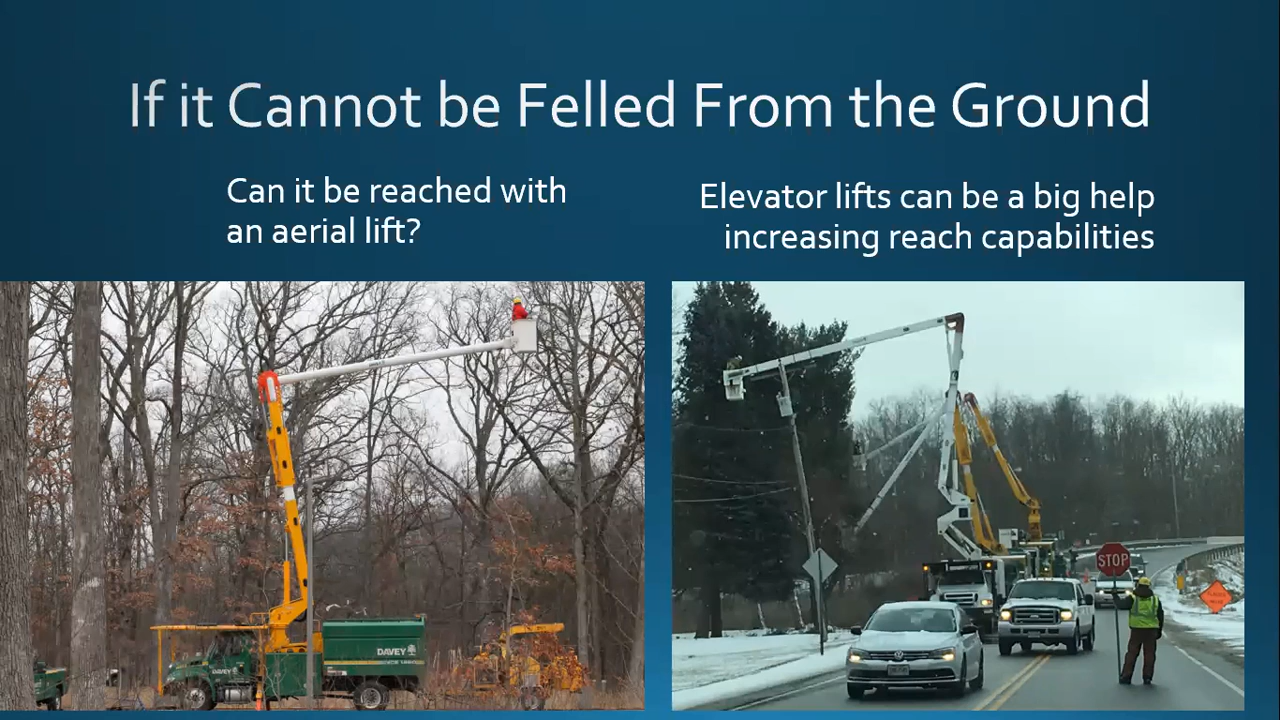 If it Cannot be Felled From the Ground
Can it be reached with
an aerial lift?
Elevator lifts can be a big help
increasing reach capabilities
DAVEY
STOP